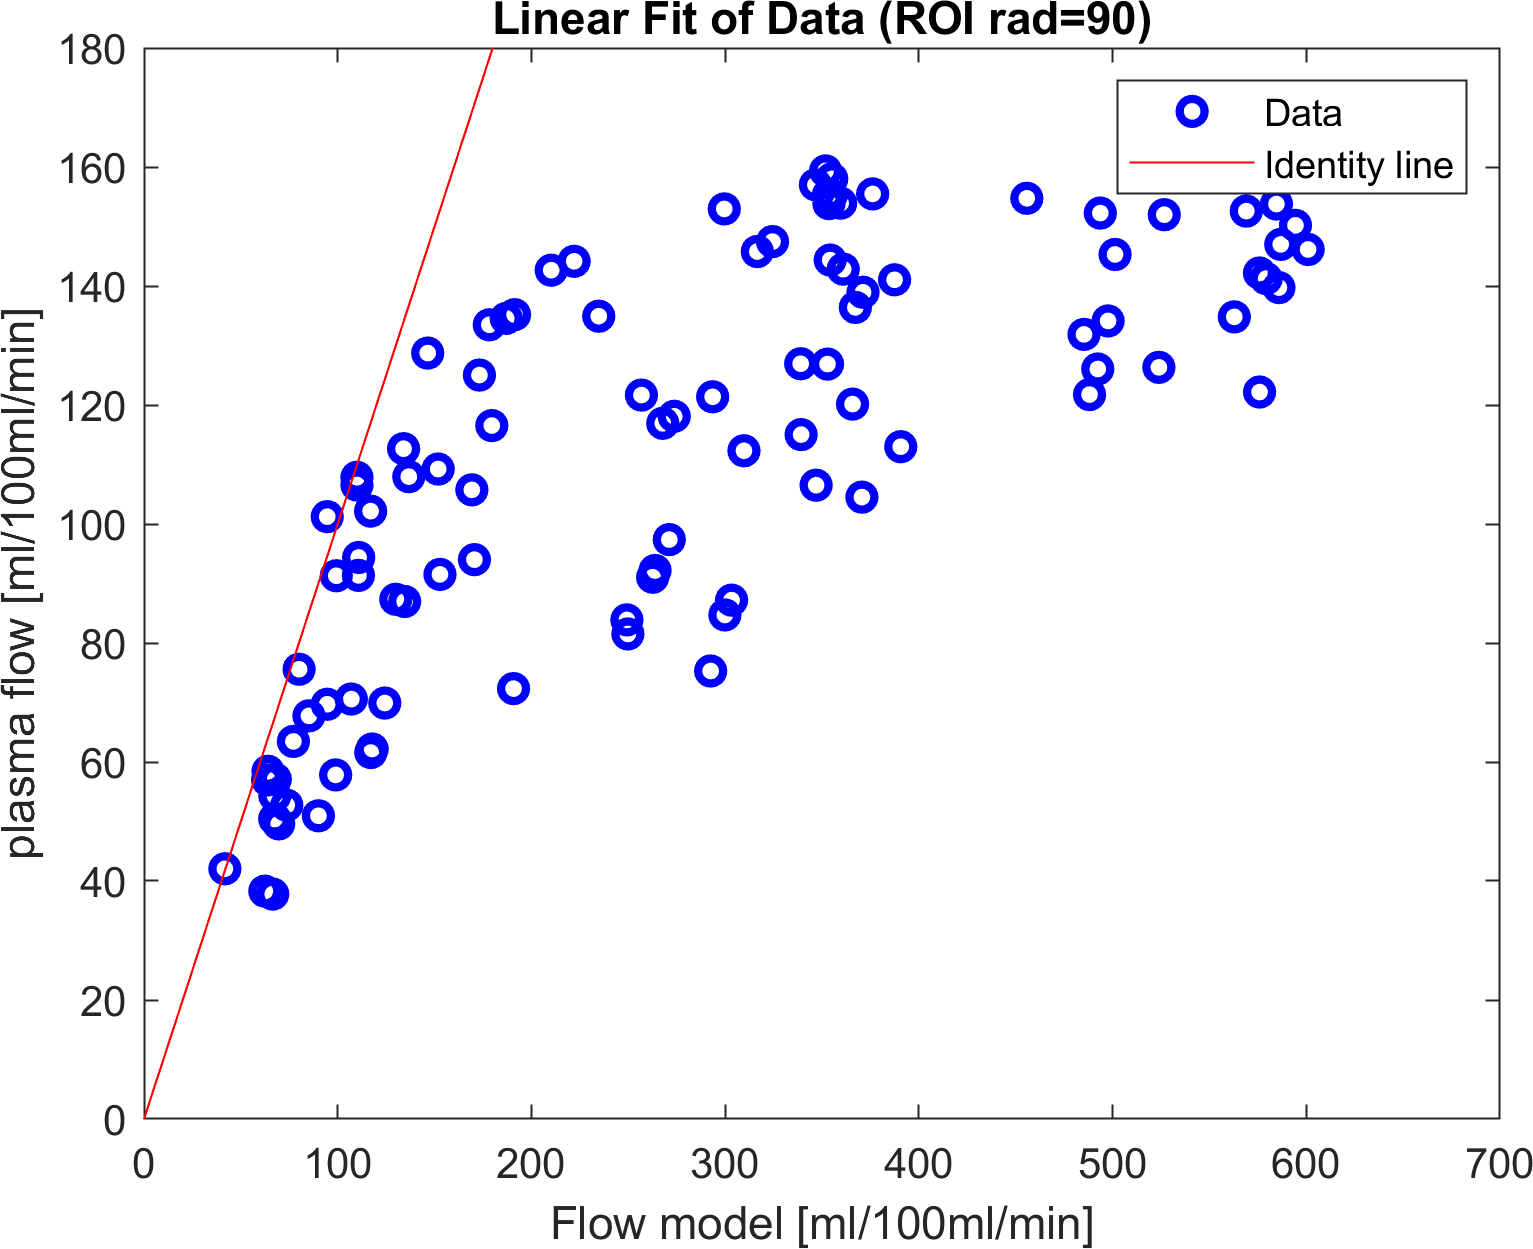 Linear Fit of Data (ROI rad=90)
180
160
140
120
100
80
60
40
20
0
Data
Identity line
plasma flow [ml/100ml/min]
0 100 200 300 400 500 600 700
Flow model [ml/100ml/min]